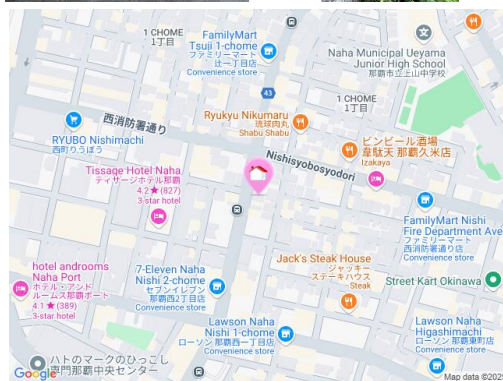 FamilyMart
Tsuji 1-chome
ファミリーマート
辻一丁目店
Convenience store
1 CHOME
1丁目
Naha Municipal Ueyama
Junior High School
那覇市立上山中学校
43
1 CHOME
1丁目
西消防署通り
RYUBO Nishimachi
西町りうぼう
Ryukyu Nikumaru
琉球肉丸
Shabu Shabu
ビンビール酒場
韋駄天 那覇久米店
Izakaya
Nishisyobosyodori
Tissage Hotel Naha
ティサージホテル那覇
4.2★(827)
3-star hotel
FamilyMart Nishi
Fire Department Ave
ファミリーマート
西消防署通り店
Convenience store
hotel androoms
Naha Port
ホテル・アンド
ルームス那覇ポート
4.1★(389)
3-star hotel
7-Eleven Naha
Nishi 2-chome
セブンイレブン
那覇西2丁目店
Convenience store
Jack's Steak House
ジャッキー
ステーキハウス
Steak
Street Kart Okinawa
Lawson Naha
Nishi 1-chome
ローソン 那覇西一丁目店
Convenience store
Lawson Naha
Higashimachi
ローソン 那覇東町店
Convenience store
ハトのマークのひっこし
専門那覇中央センター
Google
Map data ©202